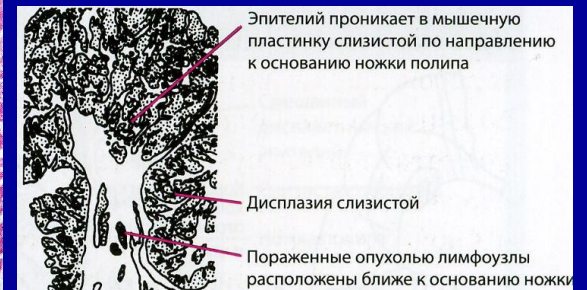 Эпителий проникает в мышечную
пластинку слизистой по направлению
к основанию ножки полипа
Дисплазия слизистой
Пораженные опухолью лимфоузлы
расположены ближе к основанию ножки